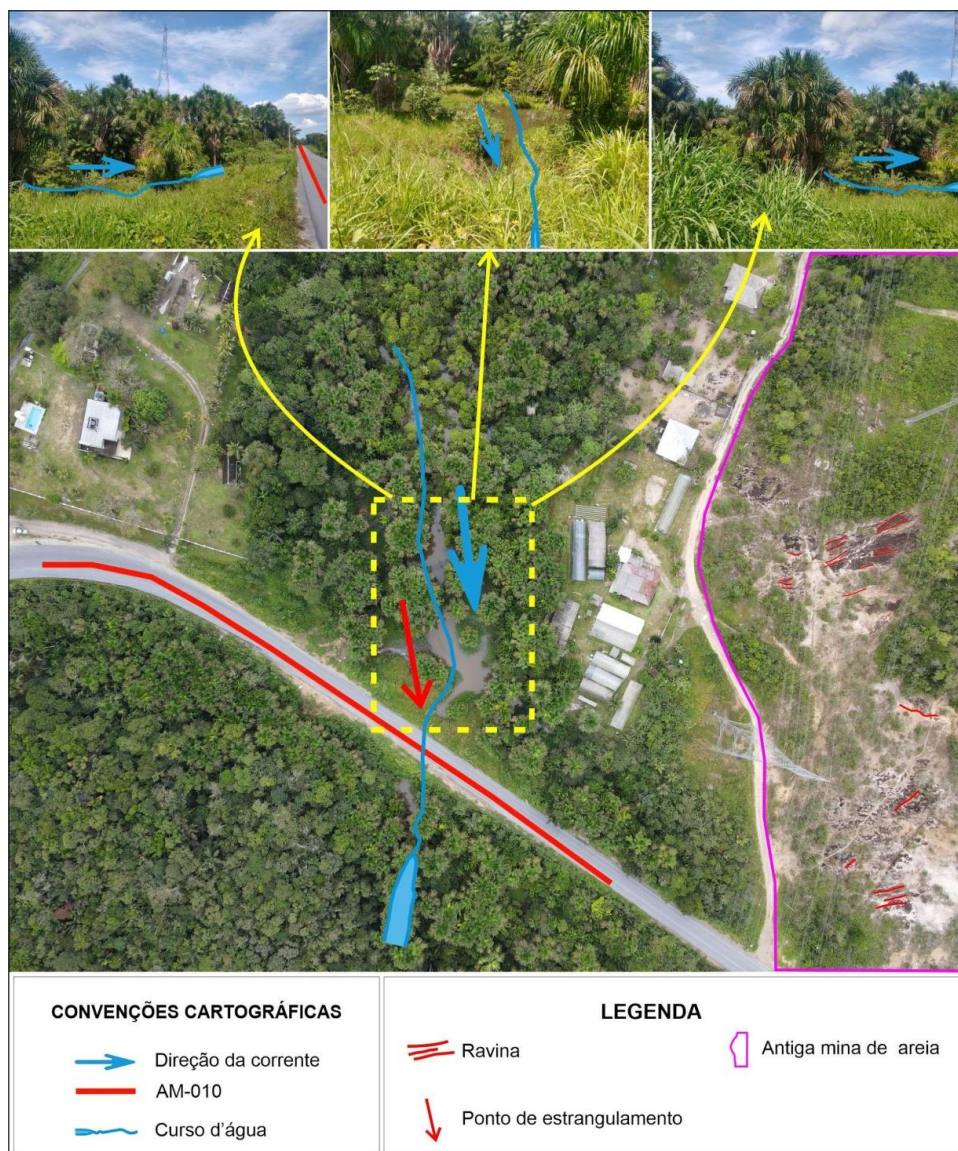 CONVENÇÕES CARTOGRÁFICAS
Direção da corrente
AM-010
Curso d'água
LEGENDA
Ravina
Antiga mina de areia
Ponto de estrangulamento